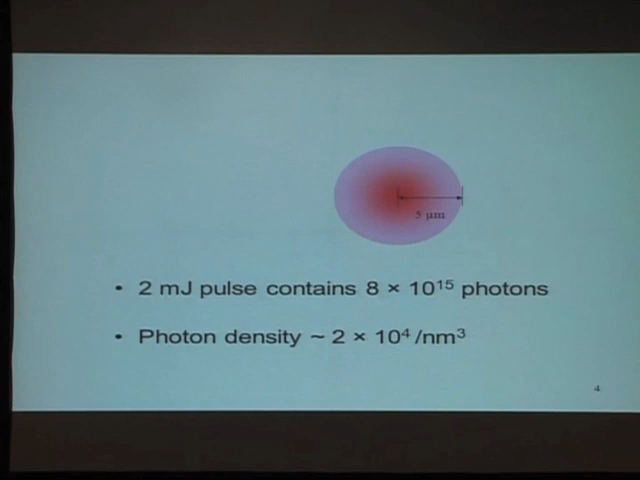 5 μm
• 2 mJ pulse contains 8 × 10¹⁵ photons
• Photon density ~ 2 × 10⁴ /nm³
4